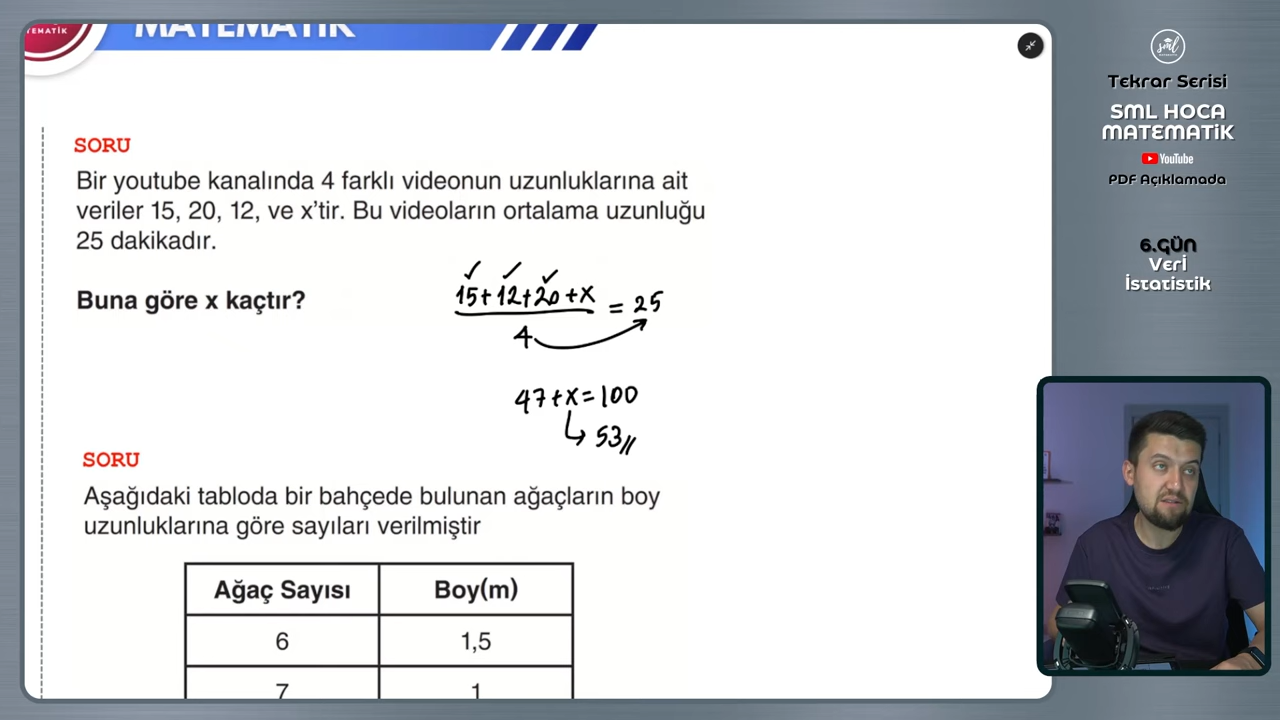 EMATİK
MATEMATİK
SORU
Bir youtube kanalında 4 farklı videonun uzunluklarına ait
veriler 15, 20, 12, ve x'tir. Bu videoların ortalama uzunluğu
25 dakikadır.
Buna göre x kaçtır?
15+12+20+x
= 25
4
47+x=100
53
SORU
Aşağıdaki tabloda bir bahçede bulunan ağaçların boy
uzunluklarına göre sayıları verilmiştir
Ağaç Sayısı Boy(m)
6 1,5
7 1
sml
Tekrar Serisi
SML HOCA
MATEMATİK
YouTube
PDF Açıklamada
6.GÜN
Veri
İstatistik